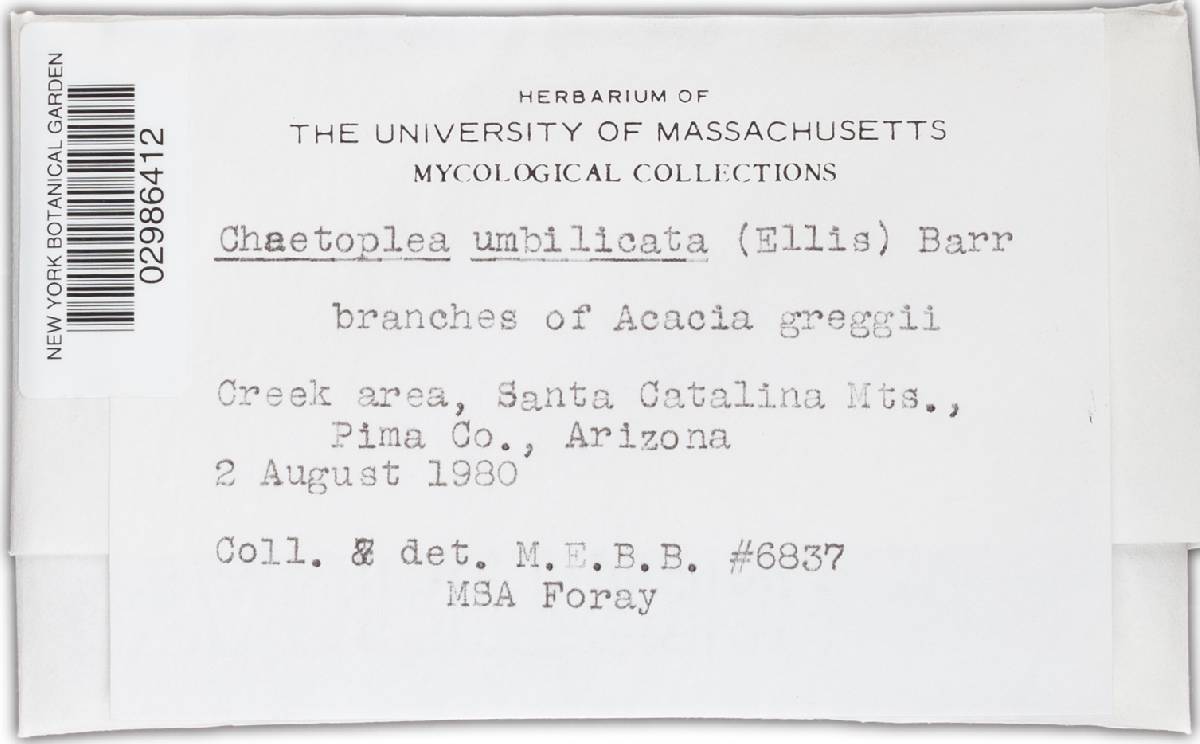 NEW YORK BOTANICAL GARDEN
02986412
HERBARIUM OF
THE UNIVERSITY OF MASSACHUSETTS
MYCOLOGICAL COLLECTIONS
Chaetoplea umbilicata (Ellis) Barr
branches of Acacia greggii
Creek area, Santa Catalina Mts.,
Pima Co., Arizona
2 August 1980
Coll. & det. M.E.B.B. #6837
MSA Foray